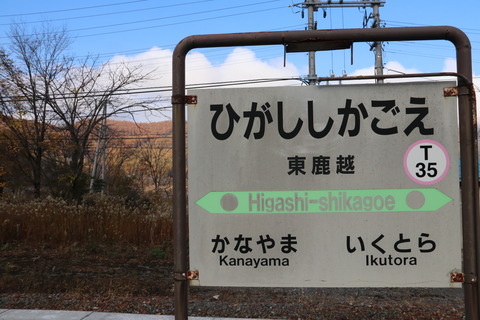 ひがししかごえ
東鹿越
T
35
Higashi-shikagoe
かなやま いくとら
Kanayama Ikutora